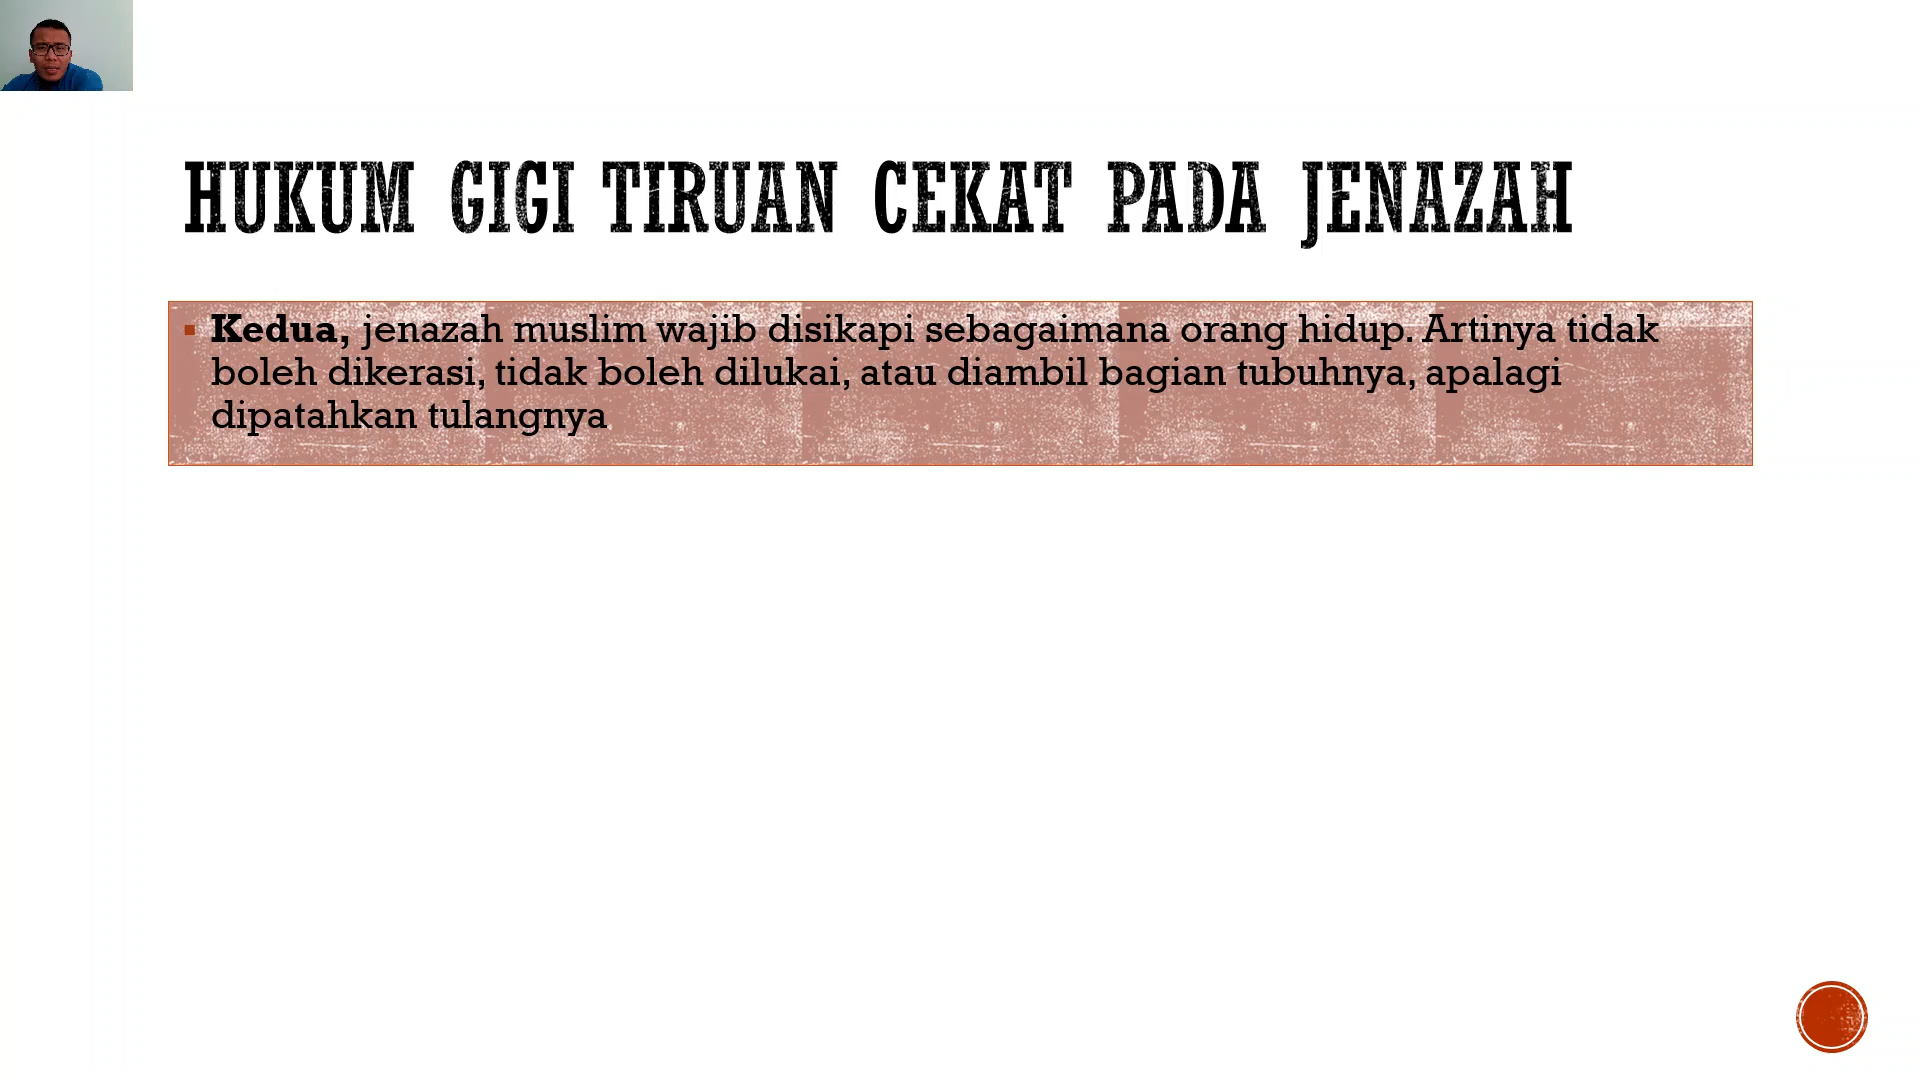 HUKUM GIGI TIRUAN CEKAT PADA JENAZAH
Kedua, jenazah muslim wajib disikapi sebagaimana orang hidup. Artinya tidak
boleh dikerasi, tidak boleh dilukai, atau diambil bagian tubuhnya, apalagi
dipatahkan tulangnya